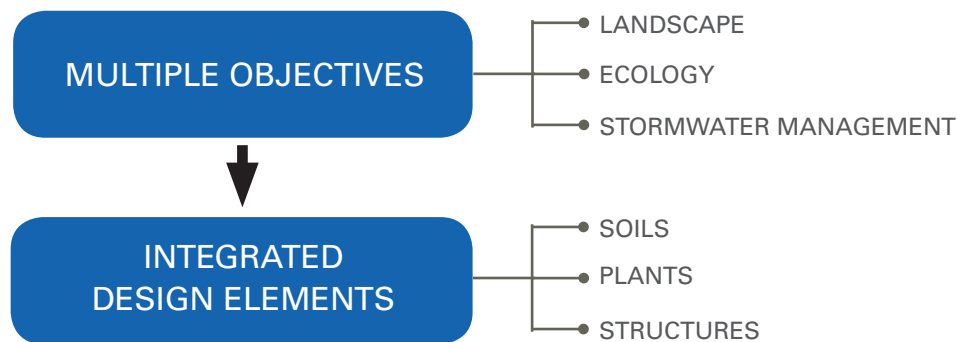 MULTIPLE OBJECTIVES
LANDSCAPE
ECOLOGY
STORMWATER MANAGEMENT
INTEGRATED
DESIGN ELEMENTS
SOILS
PLANTS
STRUCTURES